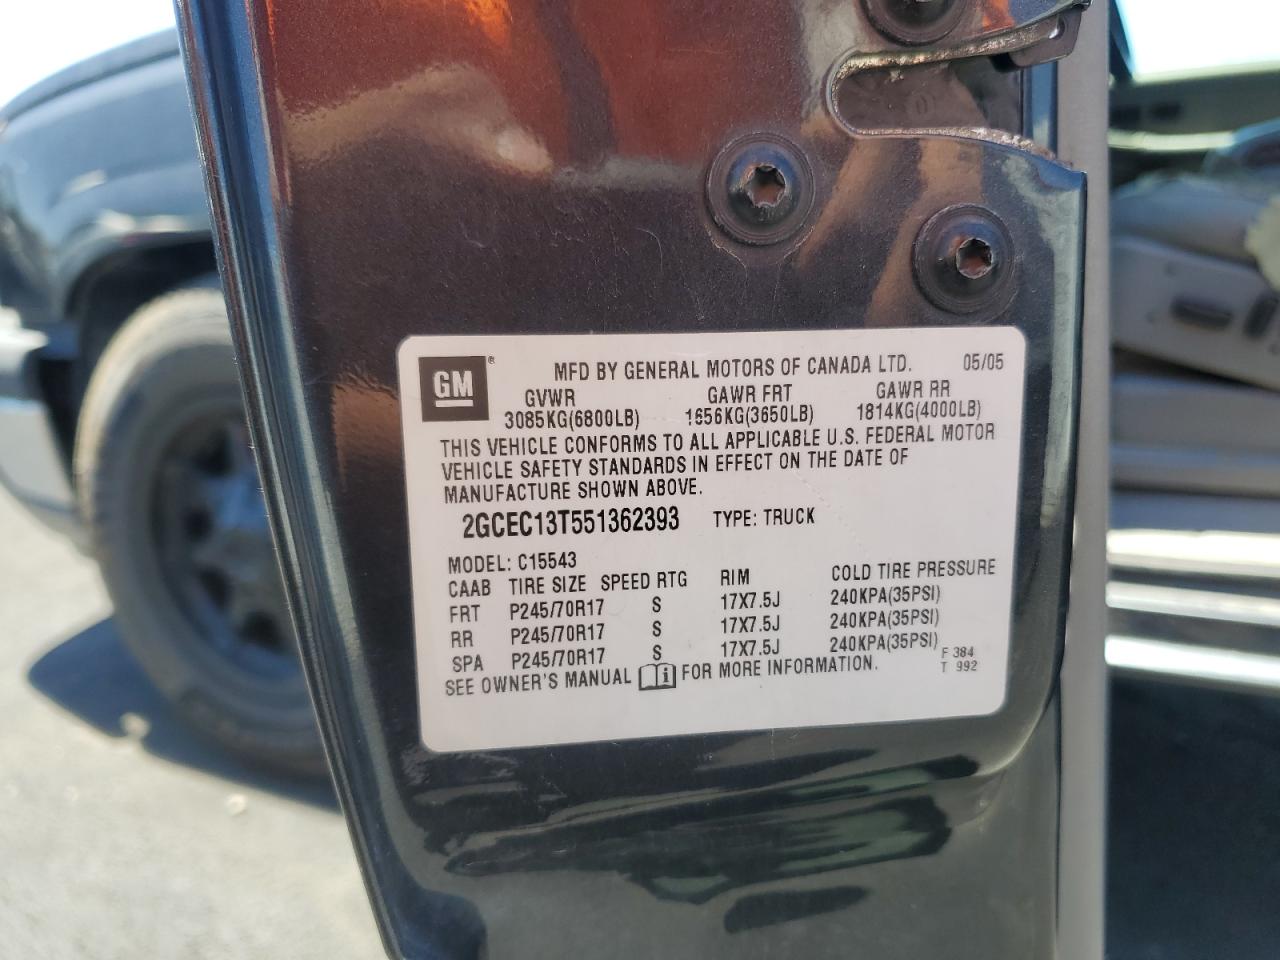 GM ® MFD BY GENERAL MOTORS OF CANADA LTD. 05/05
GVWR GAWR FRT GAWR RR
3085KG(6800LB) 1656KG(3650LB) 1814KG(4000LB)
THIS VEHICLE CONFORMS TO ALL APPLICABLE U.S. FEDERAL MOTOR
VEHICLE SAFETY STANDARDS IN EFFECT ON THE DATE OF
MANUFACTURE SHOWN ABOVE.
2GCEC13T551362393 TYPE: TRUCK
MODEL: C15543
CAAB TIRE SIZE SPEED RTG RIM COLD TIRE PRESSURE
FRT P245/70R17 S 17X7.5J 240KPA(35PSI)
RR P245/70R17 S 17X7.5J 240KPA(35PSI)
SPA P245/70R17 S 17X7.5J 240KPA(35PSI) F 384
SEE OWNER'S MANUAL i FOR MORE INFORMATION. T 992